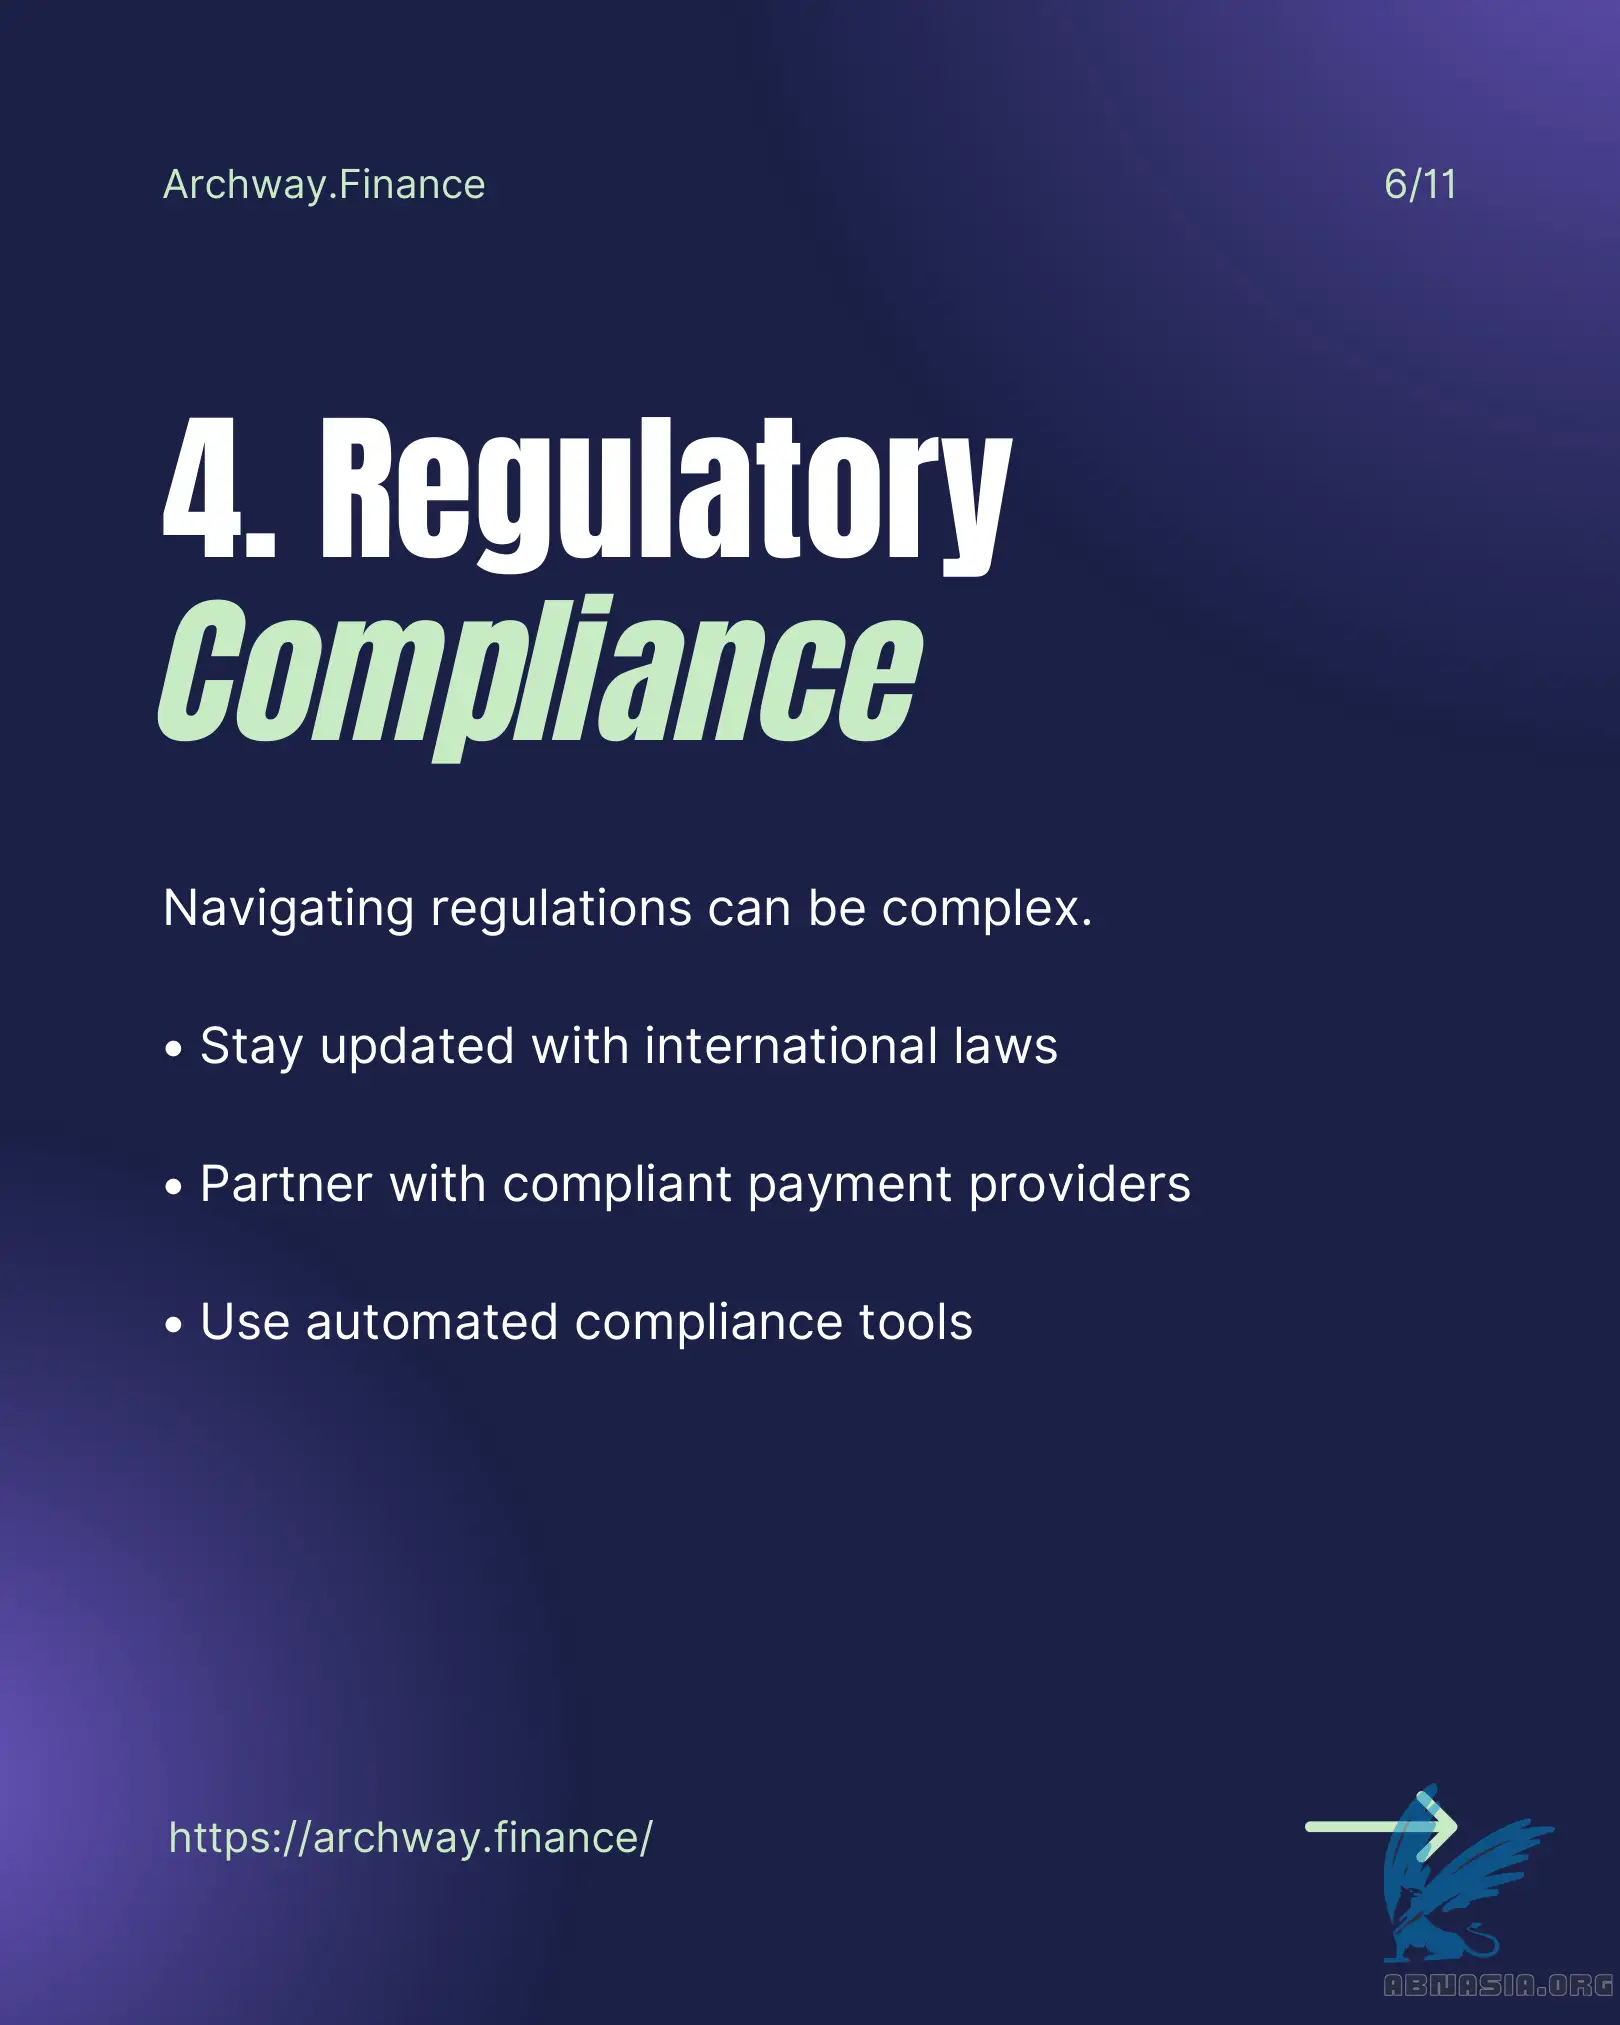 Archway.Finance
6/11
4. Regulatory
Compliance
Navigating regulations can be complex.
• Stay updated with international laws
• Partner with compliant payment providers
• Use automated compliance tools
https://archway.finance/
ABNASIA.ORG